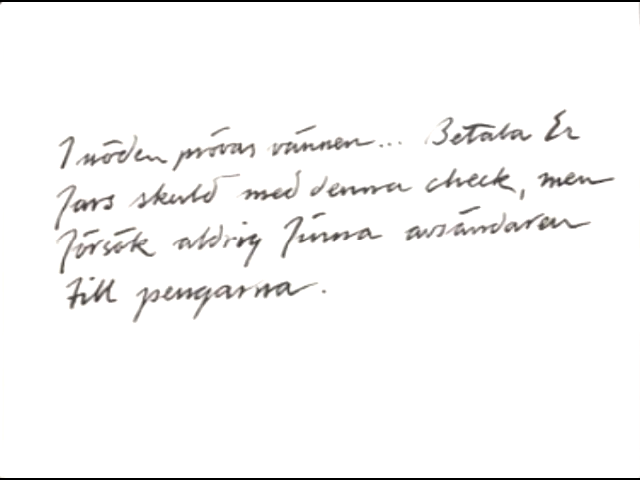 I nöden prövas vännen... Betala Er
fars skuld med denna check, men
försök aldrig finna avsändaren
till pengarna.